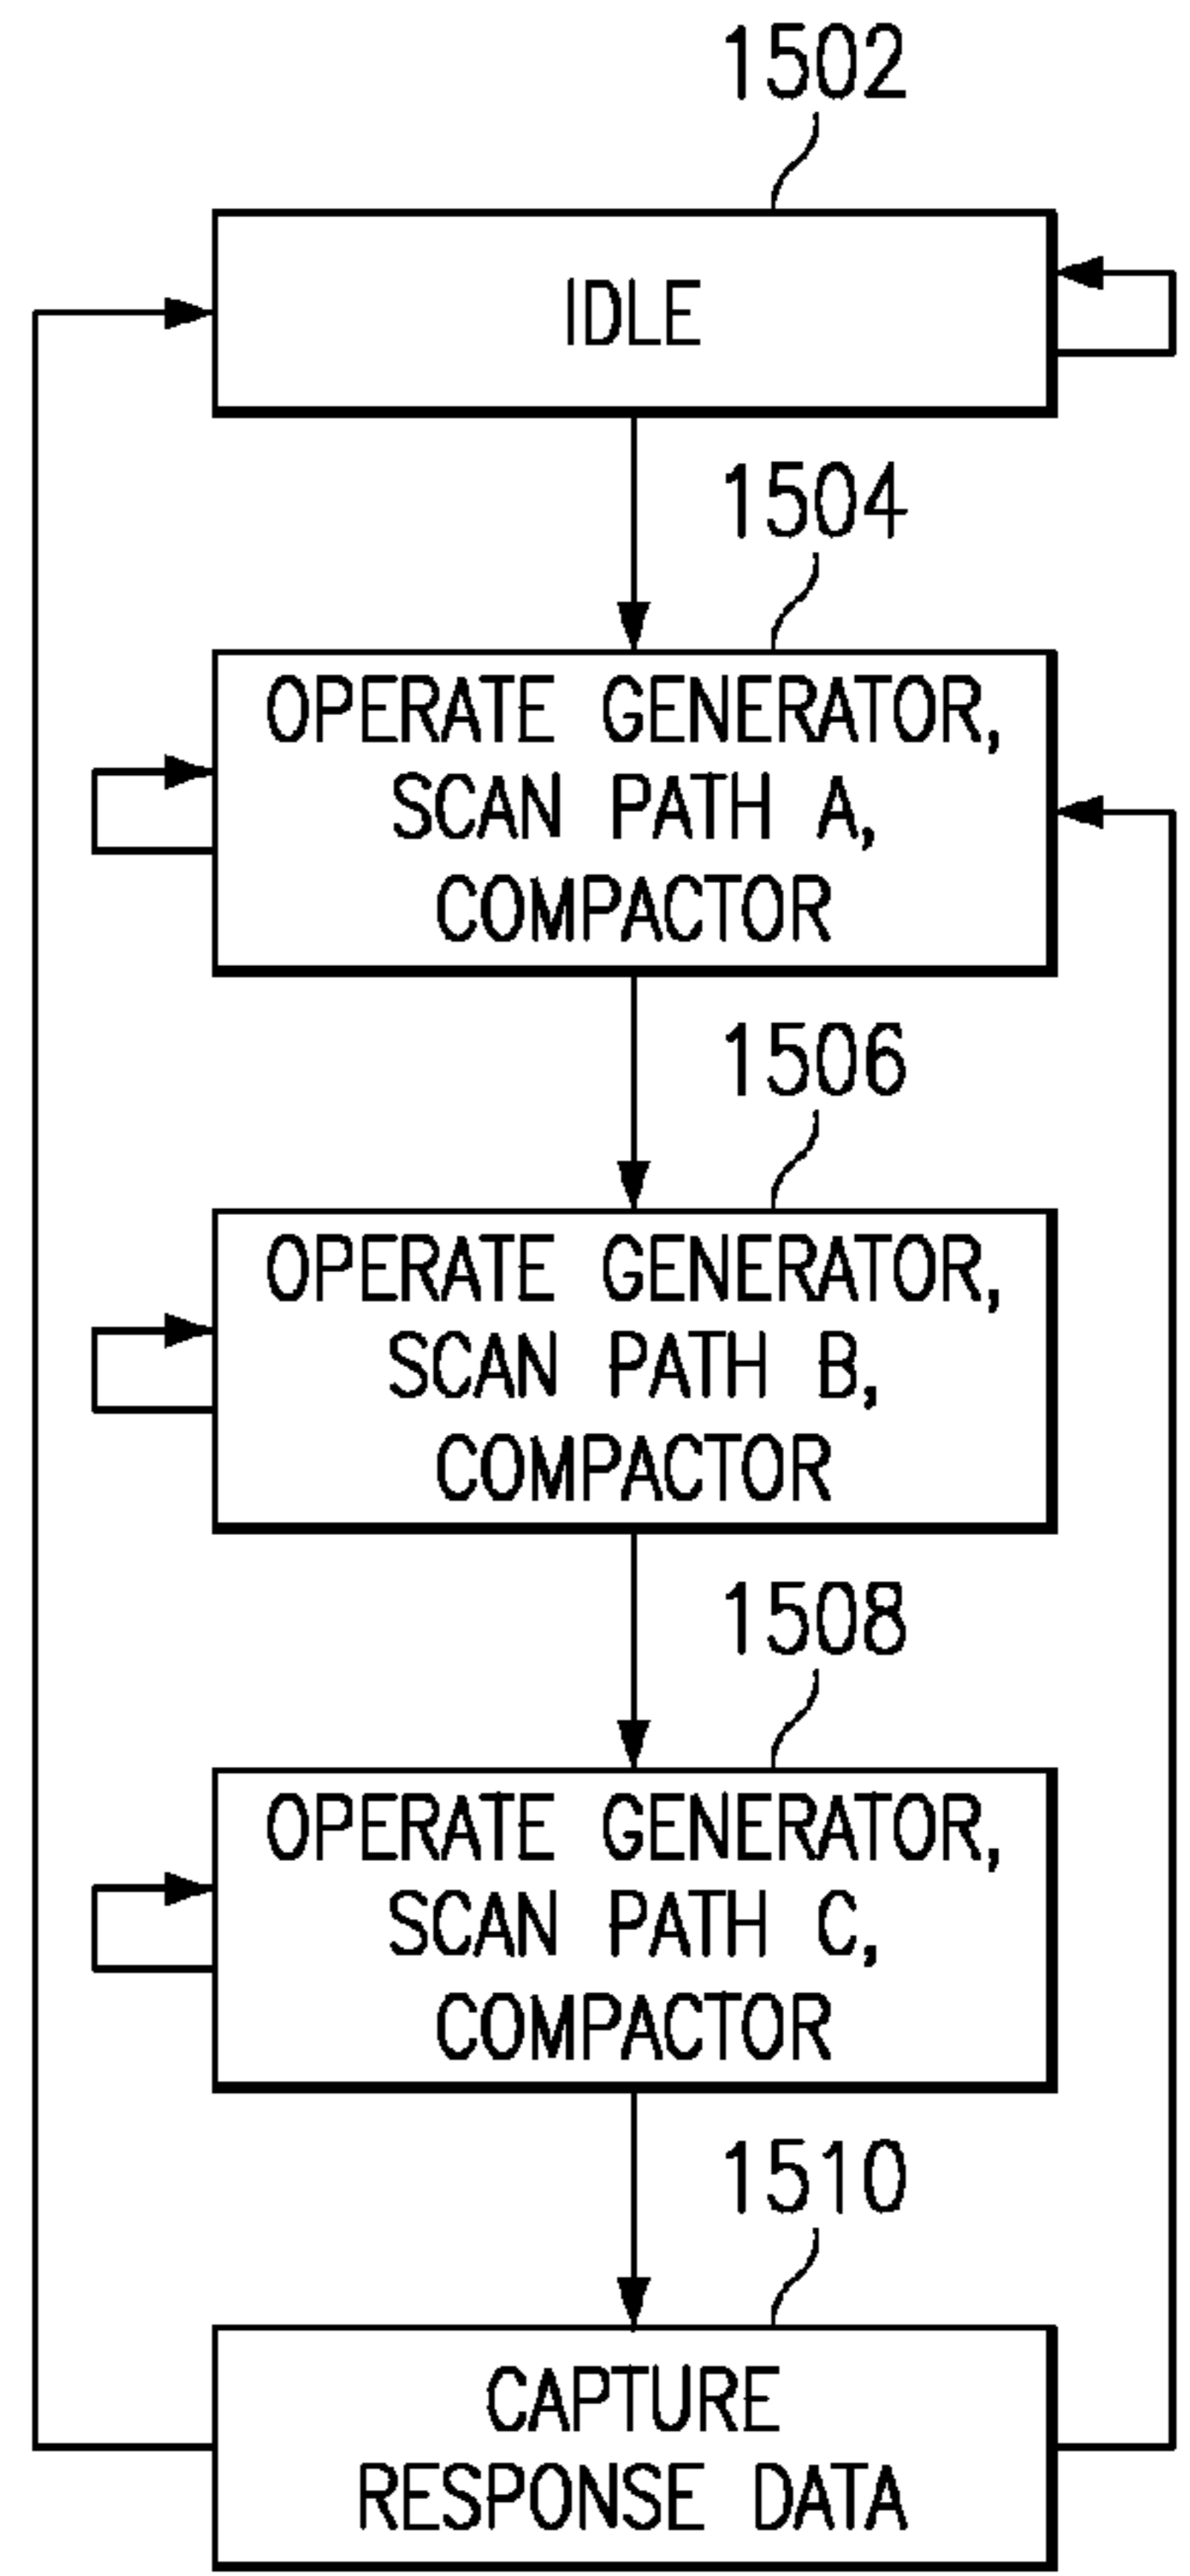 1502
IDLE
1504
OPERATE GENERATOR,
SCAN PATH A,
COMPACTOR
1506
OPERATE GENERATOR,
SCAN PATH B,
COMPACTOR
1508
OPERATE GENERATOR,
SCAN PATH C,
COMPACTOR
1510
CAPTURE
RESPONSE DATA